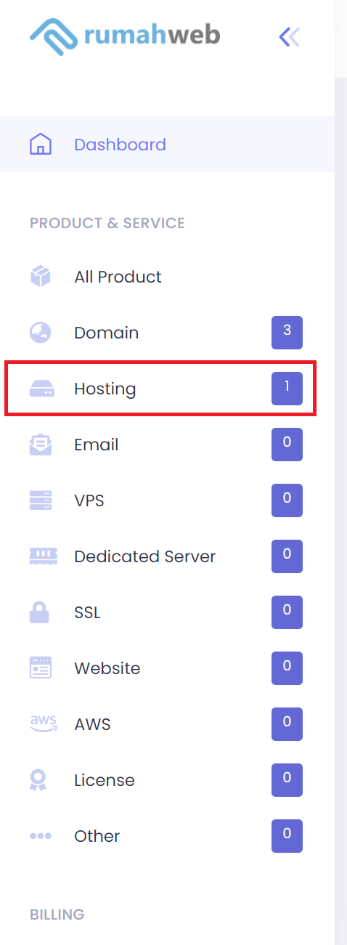 rumahweb
Dashboard
PRODUCT & SERVICE
All Product
Domain 3
Hosting 1
Email 0
VPS 0
Dedicated Server 0
SSL 0
Website 0
aws AWS 0
License 0
Other 0
BILLING